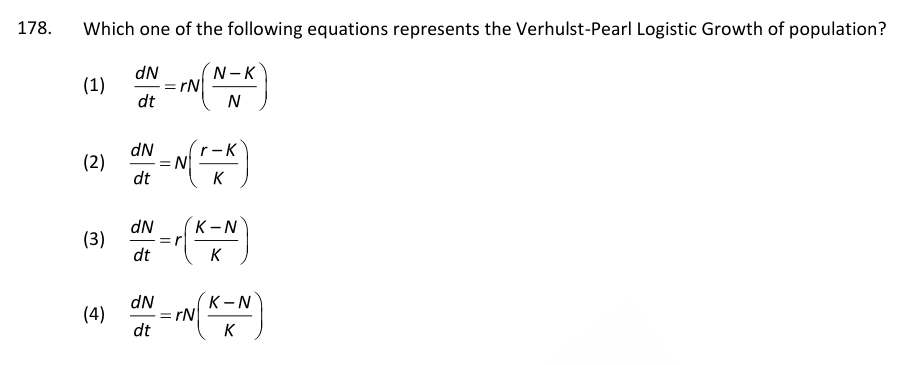 178. Which one of the following equations represents the Verhulst-Pearl Logistic Growth of population?
(1) dN/dt = rN((N – K)/N)
(2) dN/dt = N((r – K)/K)
(3) dN/dt = r((K – N)/K)
(4) dN/dt = rN((K – N)/K)